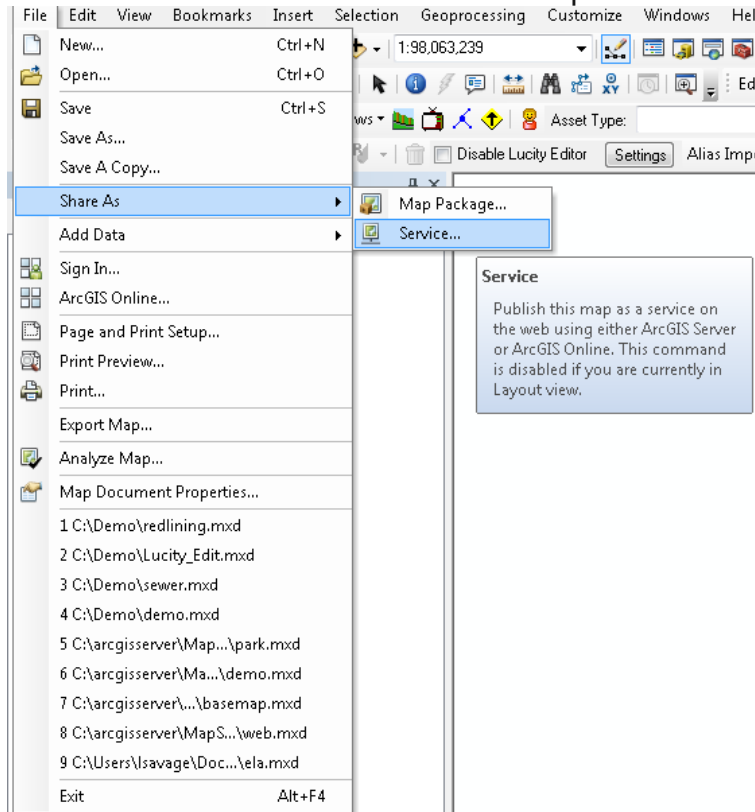 File Edit View Bookmarks Insert Selection Geoprocessing Customize Windows Hel
New... Ctrl+N
1:98,063,239
Open... Ctrl+O
Ed
Save Ctrl+S
ws
Asset Type:
Save As...
Save A Copy...
Disable Lucity Editor Settings Alias Impo
Share As
Map Package...
Service...
Add Data
Sign In...
ArcGIS Online...
Page and Print Setup...
Print Preview...
Print...
Export Map...
Analyze Map...
Map Document Properties...
1 C:\Demo\redlining.mxd
2 C:\Demo\Lucity_Edit.mxd
3 C:\Demo\sewer.mxd
4 C:\Demo\demo.mxd
5 C:\arcgisserver\Map...\park.mxd
6 C:\arcgisserver\Ma...\demo.mxd
7 C:\arcgisserver\...\basemap.mxd
8 C:\arcgisserver\MapS...\web.mxd
9 C:\Users\lsavage\Doc...\ela.mxd
Exit Alt+F4
Service
Publish this map as a service on
the web using either ArcGIS Server
or ArcGIS Online. This command
is disabled if you are currently in
Layout view.